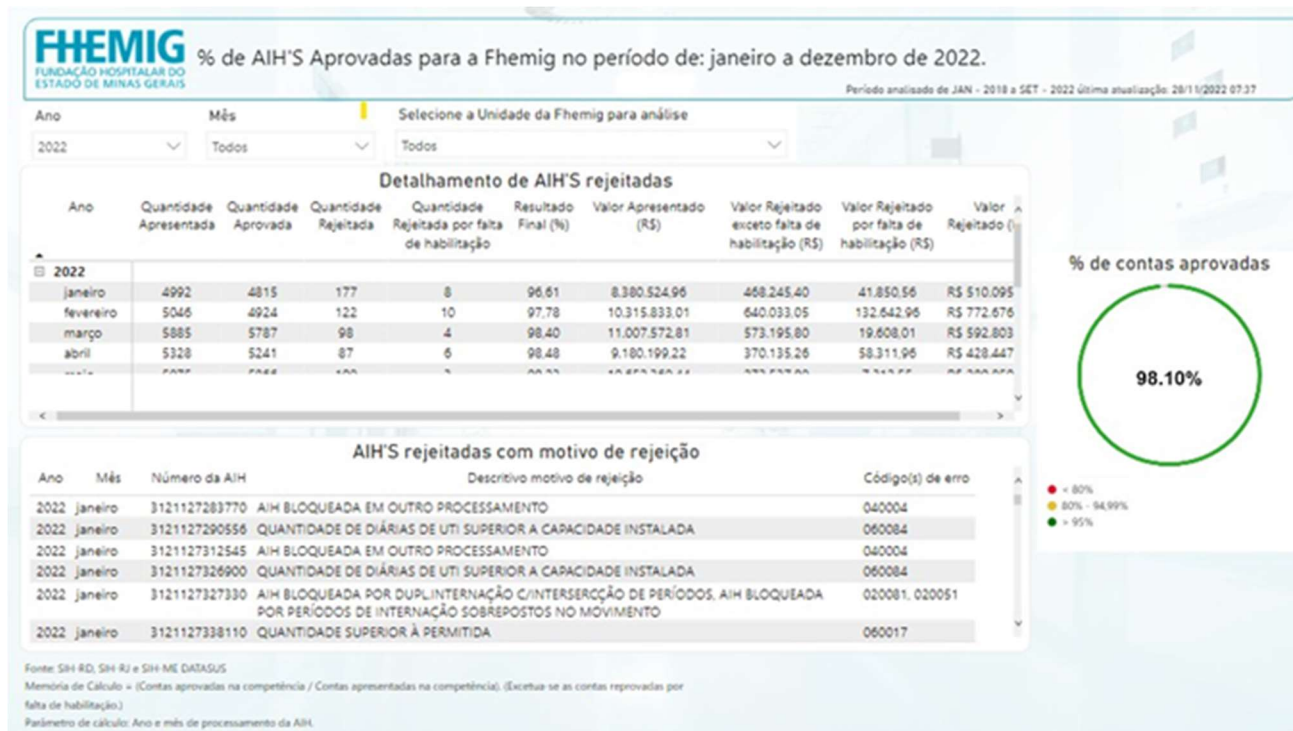 FHEMIG
FUNDAÇÃO HOSPITALAR DO
ESTADO DE MINAS GERAIS
% de AIH'S Aprovadas para a Fhemig no período de: janeiro a dezembro de 2022.
Período analisado de JAN - 2018 a SET - 2022 última atualização: 28/11/2022 07:37
Ano Mês Selecione a Unidade da Fhemig para análise
2022 Todos Todos
Detalhamento de AIH'S rejeitadas
Ano Quantidade Quantidade Quantidade Quantidade Resultado Valor Apresentado Valor Rejeitado Valor Rejeitado Valor
Apresentada Aprovada Rejeitada Rejeitada por falta Final (%) (R$) exceto falta de por falta de Rejeitado (
de habilitação habilitação (R$) habilitação (R$)
2022
janeiro 4992 4815 177 8 96,61 8.380.524,96 468.245,40 41.850,56 R$ 510.095
fevereiro 5046 4924 122 10 97,78 10.315.833,01 640.033,05 132.642,96 R$ 772.676
março 5885 5787 98 4 98,40 11.007.572,81 573.195,80 19.608,01 R$ 592.803
abril 5328 5241 87 6 98,48 9.180.199,22 370.135,26 58.311,96 R$ 428.447
% de contas aprovadas
98.10%
< 80%
80% - 94,99%
> 95%
AIH'S rejeitadas com motivo de rejeição
Ano Mês Número da AIH Descritivo motivo de rejeição Código(s) de erro
2022 janeiro 3121127283770 AIH BLOQUEADA EM OUTRO PROCESSAMENTO 040004
2022 janeiro 3121127290556 QUANTIDADE DE DIÁRIAS DE UTI SUPERIOR A CAPACIDADE INSTALADA 060084
2022 janeiro 3121127312545 AIH BLOQUEADA EM OUTRO PROCESSAMENTO 040004
2022 janeiro 3121127326900 QUANTIDADE DE DIÁRIAS DE UTI SUPERIOR A CAPACIDADE INSTALADA 060084
2022 janeiro 3121127327330 AIH BLOQUEADA POR DUPL.INTERNAÇÃO C/INTERSERCÇÃO DE PERÍODOS, AIH BLOQUEADA 020081, 020051
POR PERÍODOS DE INTERNAÇÃO SOBREPOSTOS NO MOVIMENTO
2022 janeiro 3121127338110 QUANTIDADE SUPERIOR À PERMITIDA 060017
Fonte: SIH-RD, SIH-RJ e SIH-ME DATASUS
Memória de Cálculo = (Contas aprovadas na competência / Contas apresentadas na competência). (Excetua-se as contas reprovadas por
falta de habilitação.)
Parâmetro de cálculo: Ano e mês de processamento da AIH.